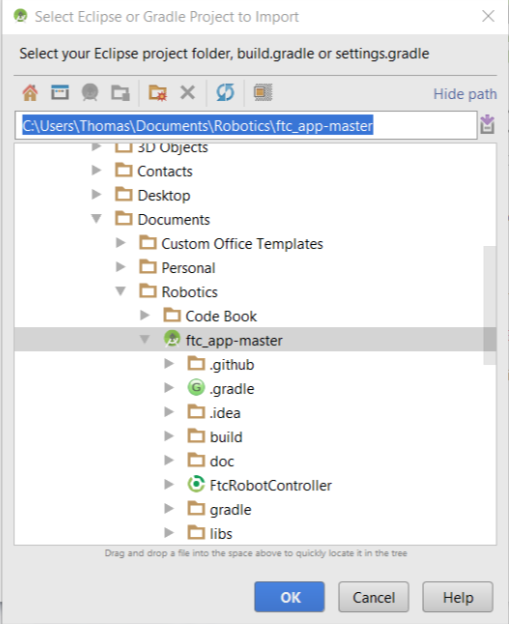 Select Eclipse or Gradle Project to Import
Select your Eclipse project folder, build.gradle or settings.gradle
Hide path
C:\Users\Thomas\Documents\Robotics\ftc_app-master
3D Objects
Contacts
Desktop
Documents
Custom Office Templates
Personal
Robotics
Code Book
ftc_app-master
.github
G .gradle
.idea
build
doc
FtcRobotController
gradle
libs
Drag and drop a file into the space above to quickly locate it in the tree
OK Cancel Help